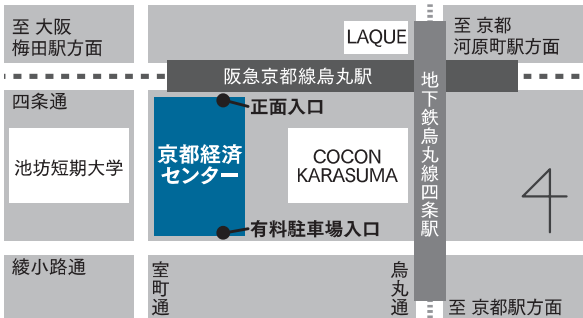 至 大阪
梅田駅方面
LAQUE
至 京都
河原町駅方面
阪急京都線烏丸駅
四条通
正面入口
地下鉄烏丸線四条駅
池坊短期大学
京都経済
センター
COCON
KARASUMA
有料駐車場入口
綾小路通
室町通
烏丸通
至 京都駅方面